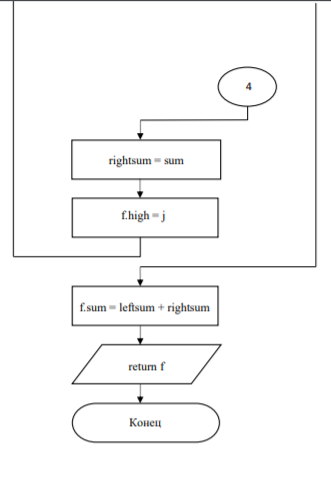 4
rightsum = sum
f.high = j
f.sum = leftsum + rightsum
return f
Конец